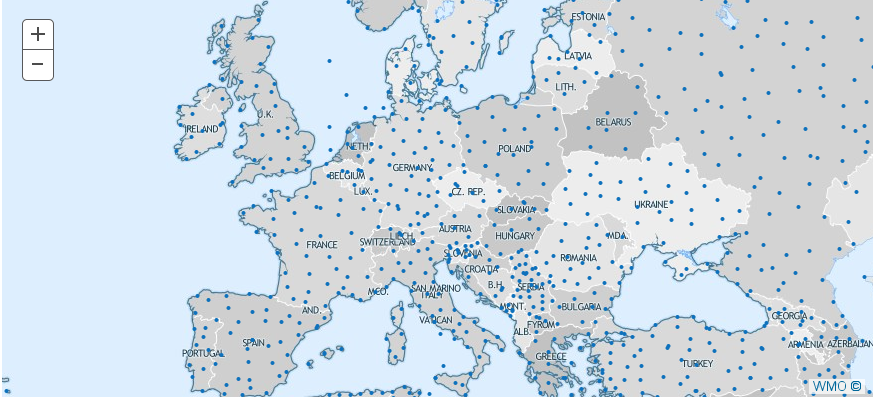 +
−
ESTONIA
LATVIA
LITH.
U.K.
BELARUS
IRELAND
NETH.
POLAND
GERMANY
BELGIUM
LUX.
CZ. REP.
UKRAINE
SLOVAKIA
AUSTRIA
LIECH.
HUNGARY
MDA.
FRANCE
SWITZERLAND
SLOVENIA
ROMANIA
CROATIA
B.H.
SERBIA
MCO.
SAN MARINO
ITALY
MONT.
BULGARIA
AND.
VATICAN
GEORGIA
FYROM
ALB.
SPAIN
ARMENIA
AZERBAIJAN
PORTUGAL
GREECE
TURKEY
WMO ©